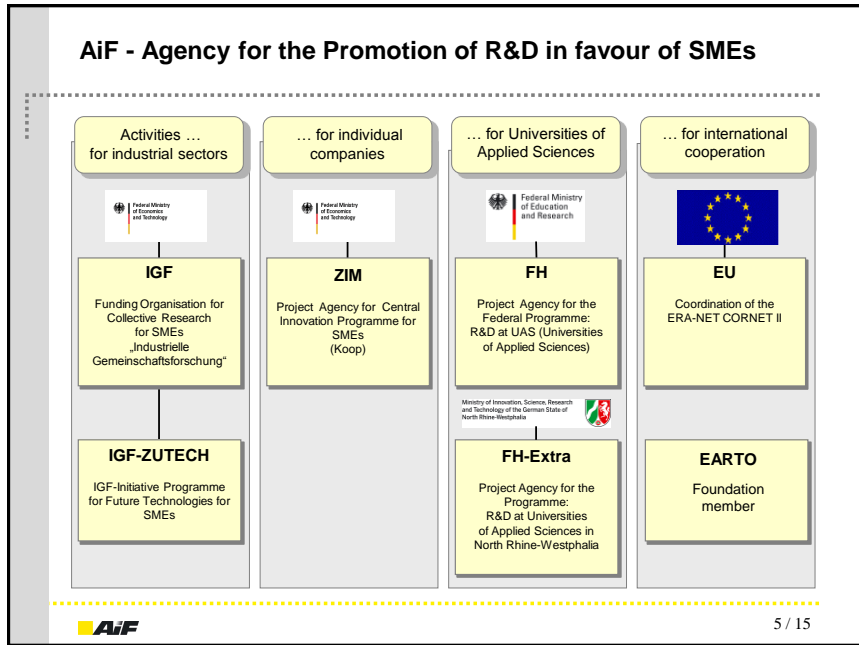 AiF - Agency for the Promotion of R&D in favour of SMEs
Activities …
for industrial sectors
Federal Ministry
of Economics
and Technology
IGF
Funding Organisation for
Collective Research
for SMEs
„Industrielle
Gemeinschaftsforschung“
IGF-ZUTECH
IGF-Initiative Programme
for Future Technologies for
SMEs
… for individual
companies
Federal Ministry
of Economics
and Technology
ZIM
Project Agency for Central
Innovation Programme for
SMEs
(Koop)
… for Universities of
Applied Sciences
Federal Ministry
of Education
and Research
FH
Project Agency for the
Federal Programme:
R&D at UAS (Universities
of Applied Sciences)
Ministry of Innovation, Science, Research
and Technology of the German State of
North Rhine-Westphalia
FH-Extra
Project Agency for the
Programme:
R&D at Universities
of Applied Sciences in
North Rhine-Westphalia
… for international
cooperation
EU
Coordination of the
ERA-NET CORNET II
EARTO
Foundation
member
AiF
5 / 15